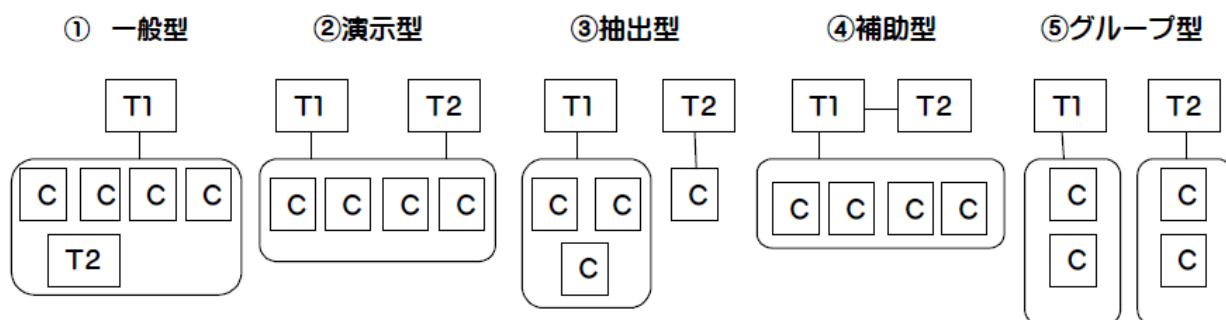 ① 一般型 ②演示型 ③抽出型 ④補助型 ⑤グループ型
T1 T1 T2 T1 T2 T1 T2 T1 T2
C C C C C C C C C C C C C C C C C
T2 C C C